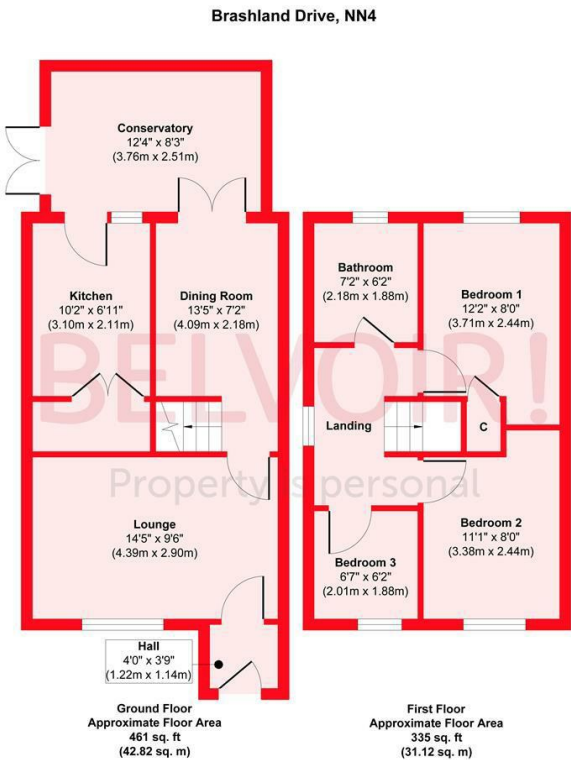 Brashland Drive, NN4
Conservatory
12'4" x 8'3"
(3.76m x 2.51m)
Kitchen
10'2" x 6'11"
(3.10m x 2.11m)
Dining Room
13'5" x 7'2"
(4.09m x 2.18m)
Bathroom
7'2" x 6'2"
(2.18m x 1.88m)
Bedroom 1
12'2" x 8'0"
(3.71m x 2.44m)
BELVOIR!
Landing
C
Property is personal
Lounge
14'5" x 9'6"
(4.39m x 2.90m)
Bedroom 2
11'1" x 8'0"
(3.38m x 2.44m)
Bedroom 3
6'7" x 6'2"
(2.01m x 1.88m)
Hall
4'0" x 3'9"
(1.22m x 1.14m)
Ground Floor
Approximate Floor Area
461 sq. ft
(42.82 sq. m)
First Floor
Approximate Floor Area
335 sq. ft
(31.12 sq. m)